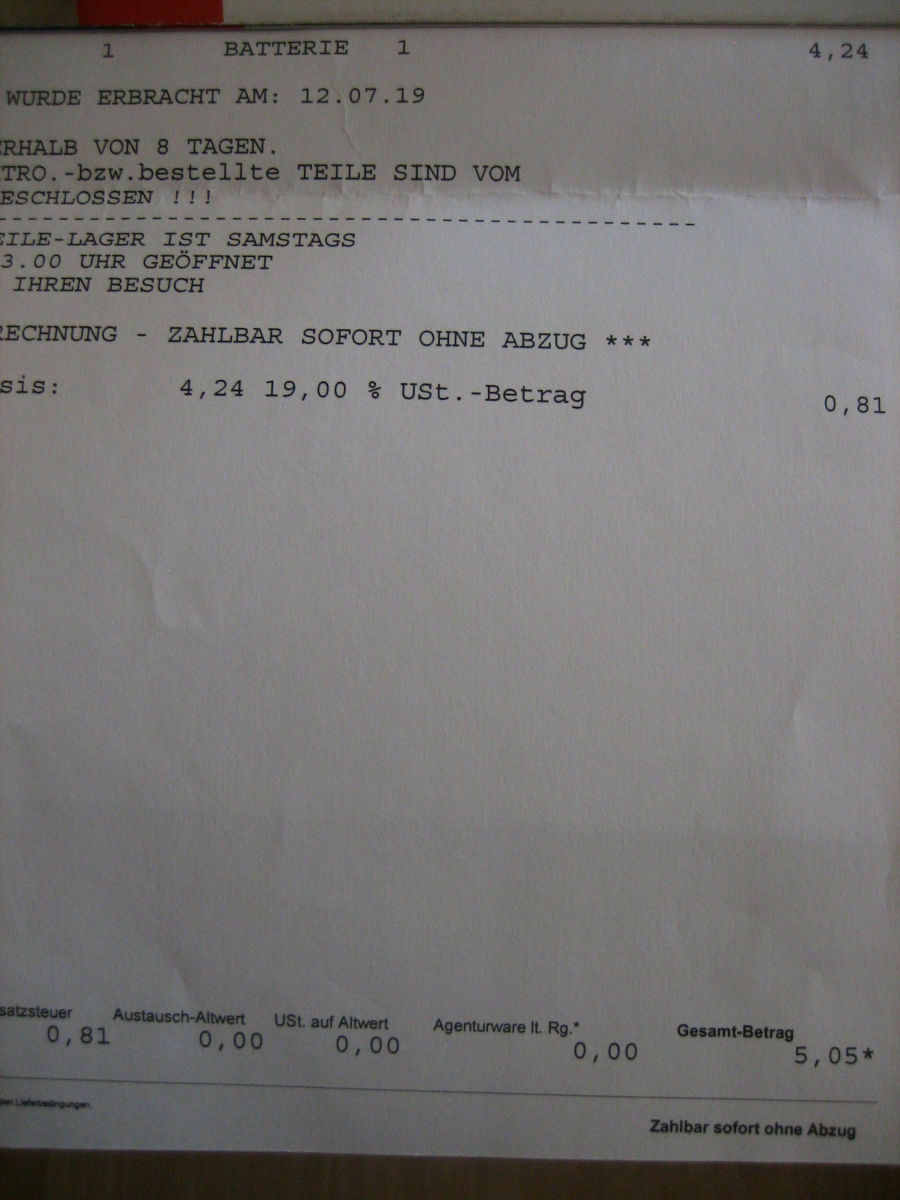 1 BATTERIE 1 4,24
WURDE ERBRACHT AM: 12.07.19
ERHALB VON 8 TAGEN.
TRO.-bzw.bestellte TEILE SIND VOM
ESCHLOSSEN !!!
--------------------------------------------
EILE-LAGER IST SAMSTAGS
3.00 UHR GEÖFFNET
IHREN BESUCH
RECHNUNG - ZAHLBAR SOFORT OHNE ABZUG ***
sis: 4,24 19,00 % USt.-Betrag 0,81
satzsteuer Austausch-Altwert USt. auf Altwert Agenturware lt. Rg.* Gesamt-Betrag
0,81 0,00 0,00 0,00 5,05*
Lieferbedingungen.
Zahlbar sofort ohne Abzug